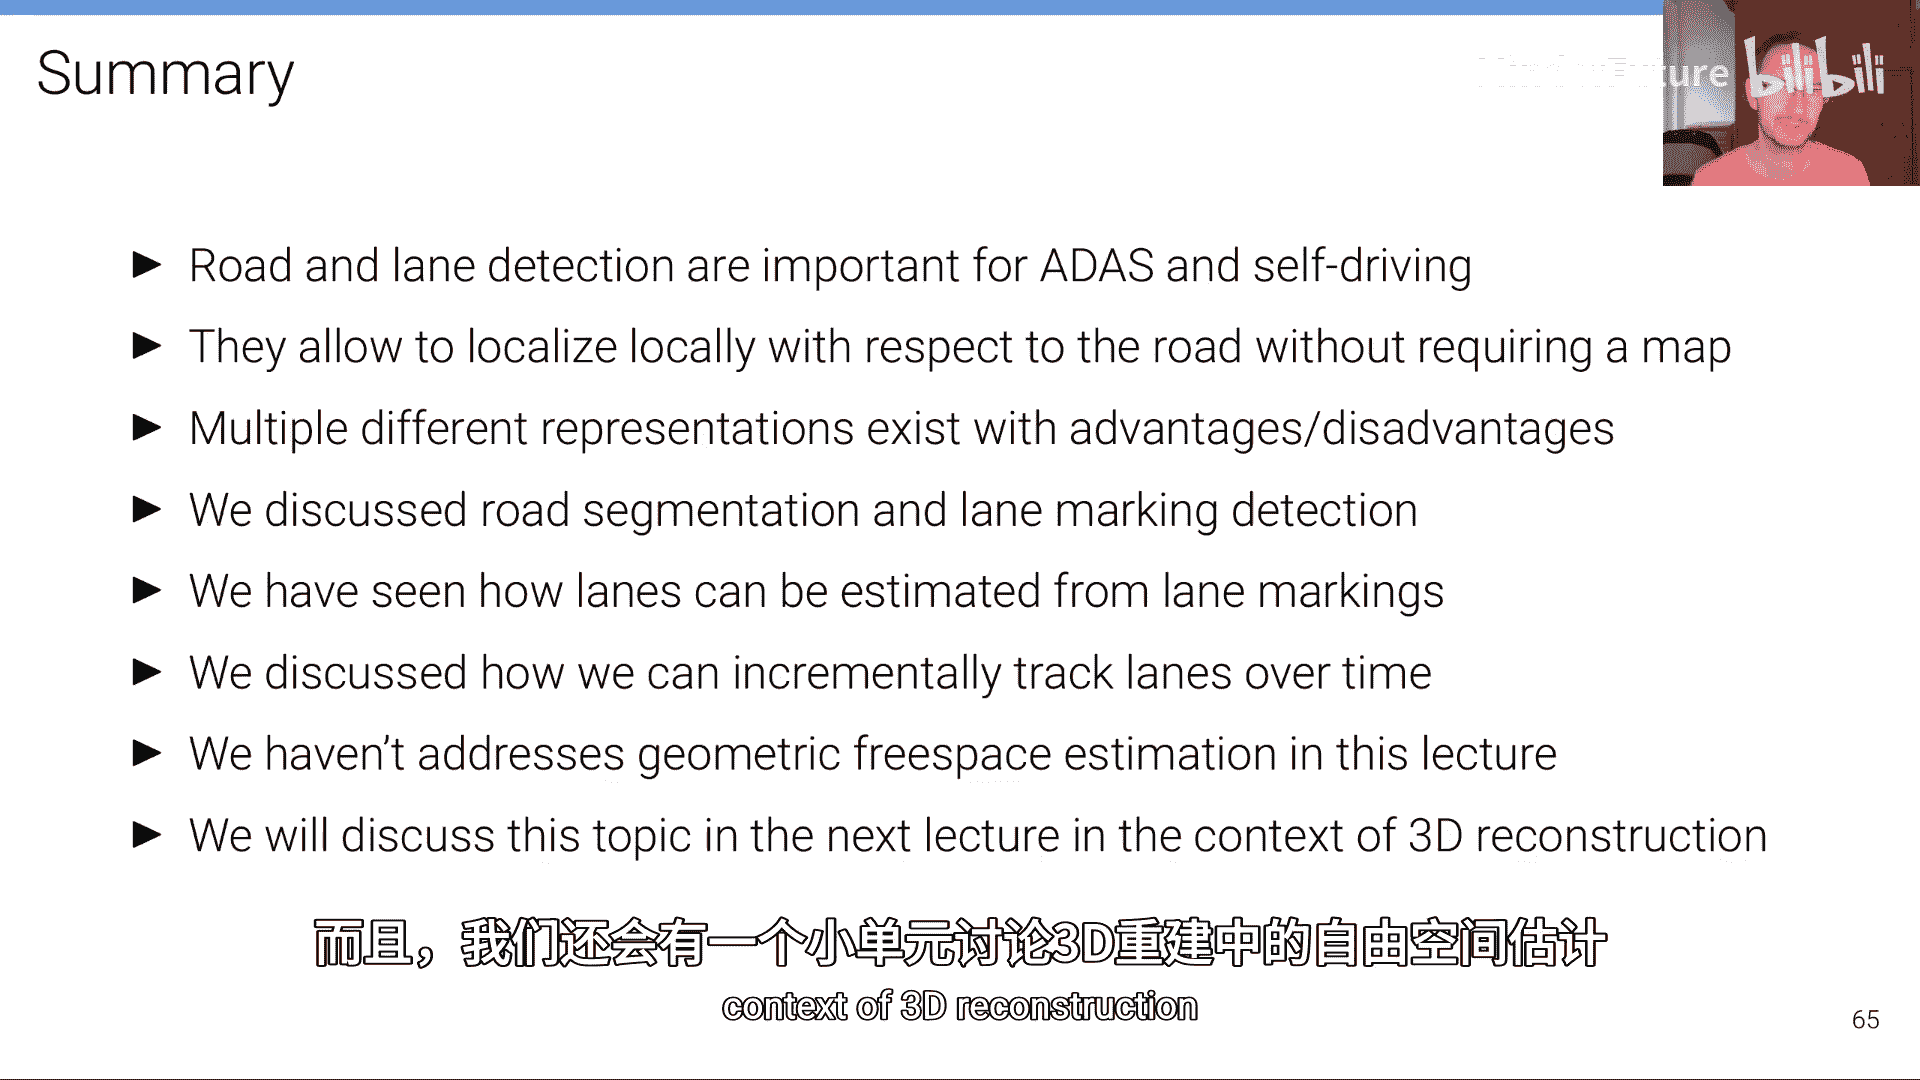 Summary
bilibili
► Road and lane detection are important for ADAS and self-driving
► They allow to localize locally with respect to the road without requiring a map
► Multiple different representations exist with advantages/disadvantages
► We discussed road segmentation and lane marking detection
► We have seen how lanes can be estimated from lane markings
► We discussed how we can incrementally track lanes over time
► We haven’t addresses geometric freespace estimation in this lecture
► We will discuss this topic in the next lecture in the context of 3D reconstruction
而且，我们还会有一个小单元讨论3D重建中的自由空间估计
context of 3D reconstruction
65